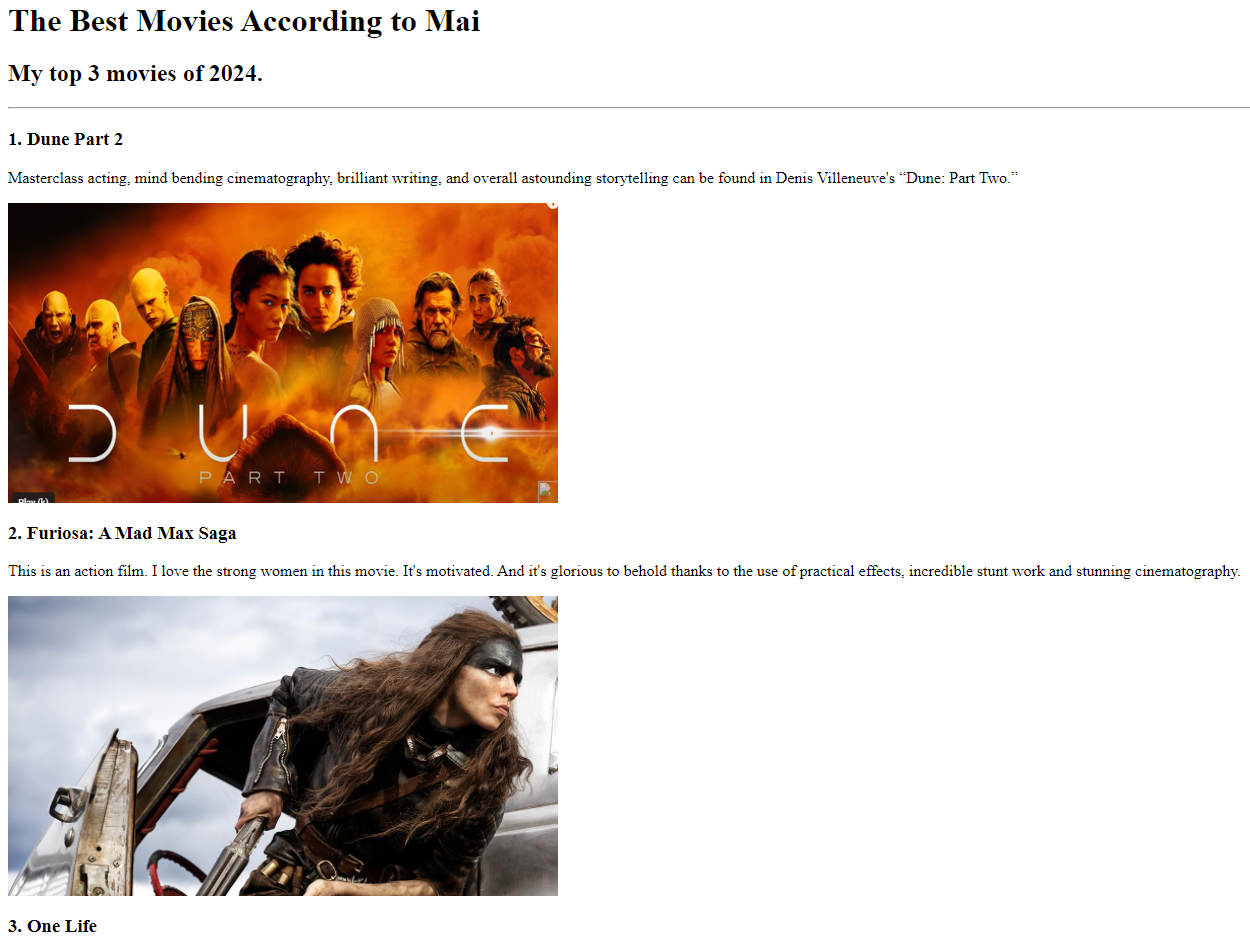 The Best Movies According to Mai
My top 3 movies of 2024.
1. Dune Part 2
Masterclass acting, mind bending cinematography, brilliant writing, and overall astounding storytelling can be found in Denis Villeneuve's “Dune: Part Two.”
DUNE
PART TWO
Play (k)
2. Furiosa: A Mad Max Saga
This is an action film. I love the strong women in this movie. It's motivated. And it's glorious to behold thanks to the use of practical effects, incredible stunt work and stunning cinematography.
3. One Life